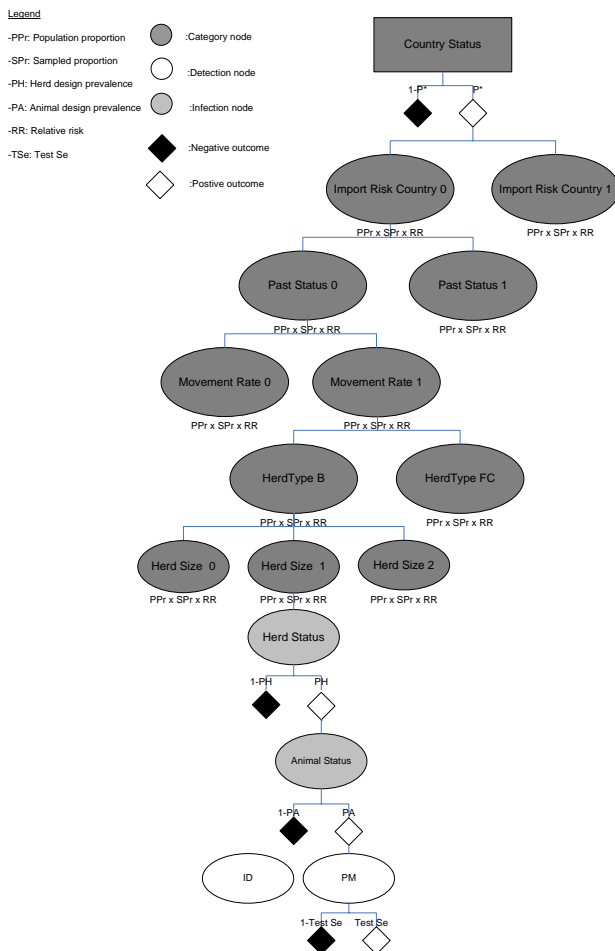 Legend
-PPr: Population proportion
-SPr: Sampled proportion
-PH: Herd design prevalence
-PA: Animal design prevalence
-RR: Relative risk
-TSe: Test Se
:Category node
:Detection node
:Infection node
:Negative outcome
:Postive outcome
Country Status
1-P* P*
Import Risk Country 0 Import Risk Country 1
PPr x SPr x RR PPr x SPr x RR
Past Status 0 Past Status 1
PPr x SPr x RR PPr x SPr x RR
Movement Rate 0 Movement Rate 1
PPr x SPr x RR PPr x SPr x RR
HerdType B HerdType FC
PPr x SPr x RR PPr x SPr x RR
Herd Size 0 Herd Size 1 Herd Size 2
PPr x SPr x RR PPr x SPr x RR PPr x SPr x RR
Herd Status
1-PH PH
Animal Status
1-PA PA
ID PM
1-Test Se Test Se